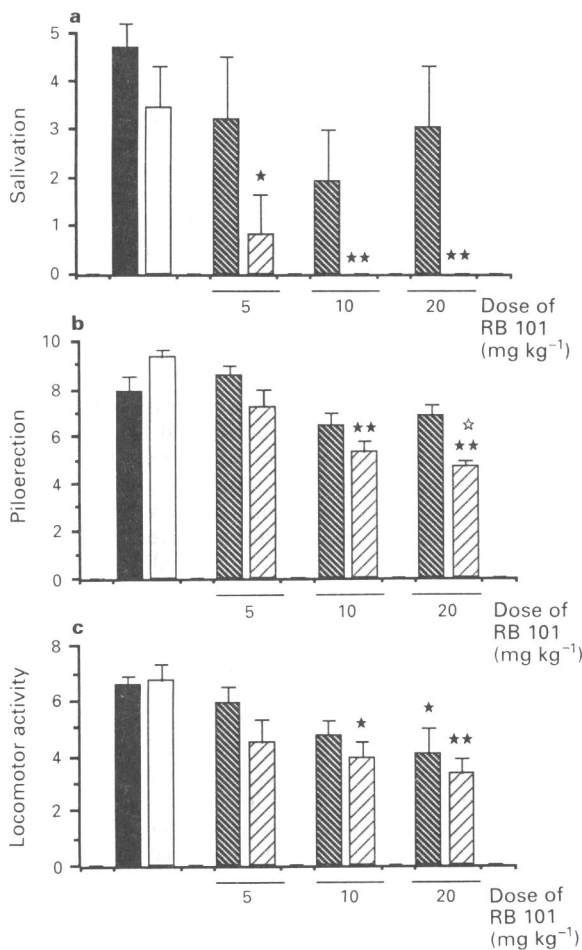 a
5
4
3
2
1
0
Salivation
★
★★
★★
5 10 20 Dose of
RB 101
(mg kg⁻¹)
b
10
8
6
4
2
0
Piloerection
★★
☆
★★
5 10 20 Dose of
RB 101
(mg kg⁻¹)
c
8
6
4
2
0
Locomotor activity
★
★
★★
5 10 20 Dose of
RB 101
(mg kg⁻¹)